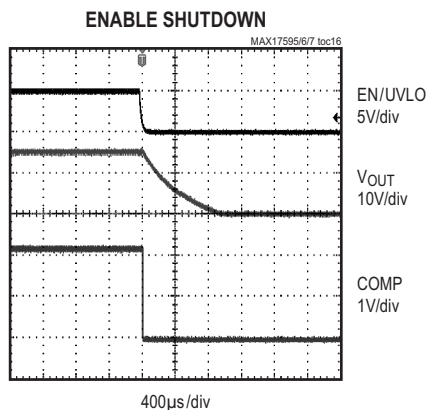 ENABLE SHUTDOWN
MAX17595/6/7 toc16
T
EN/UVLO
5V/div
VOUT
10V/div
COMP
1V/div
400µs/div